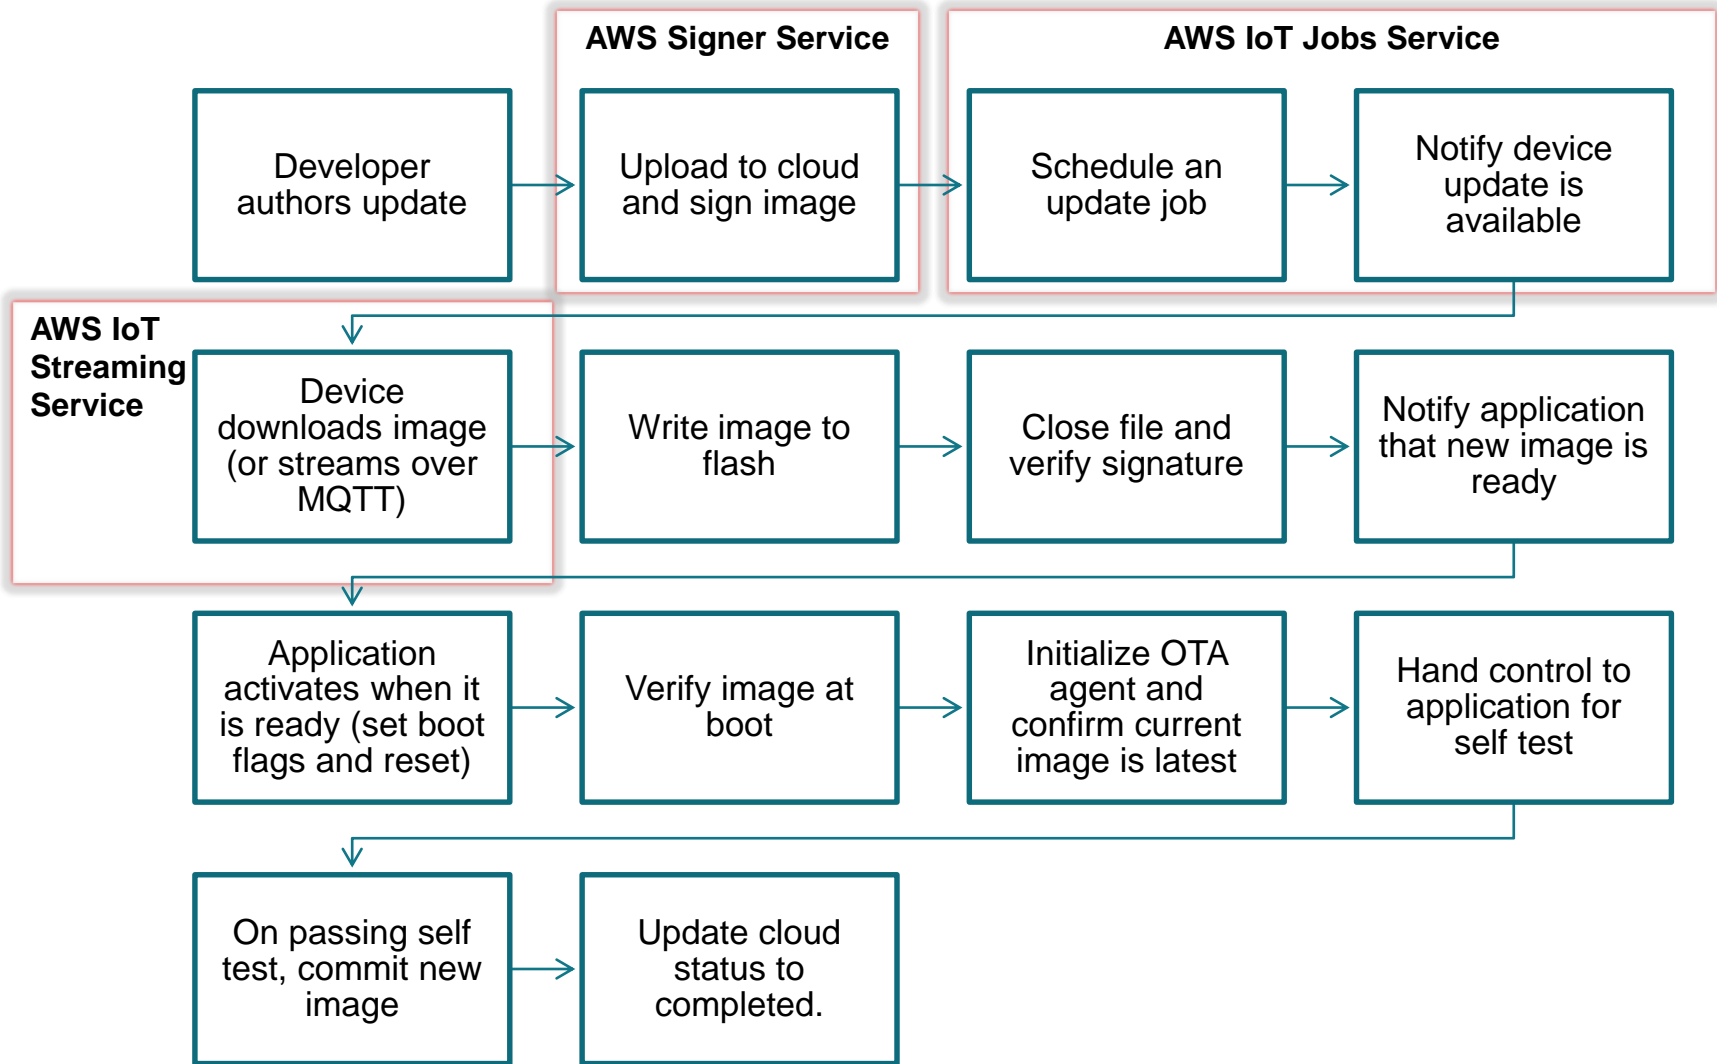 AWS Signer Service
AWS IoT Jobs Service
Developer
authors update
Upload to cloud
and sign image
Schedule an
update job
Notify device
update is
available
AWS IoT
Streaming
Service
Device
downloads image
(or streams over
MQTT)
Write image to
flash
Close file and
verify signature
Notify application
that new image is
ready
Application
activates when it
is ready (set boot
flags and reset)
Verify image at
boot
Initialize OTA
agent and
confirm current
image is latest
Hand control to
application for
self test
On passing self
test, commit new
image
Update cloud
status to
completed.